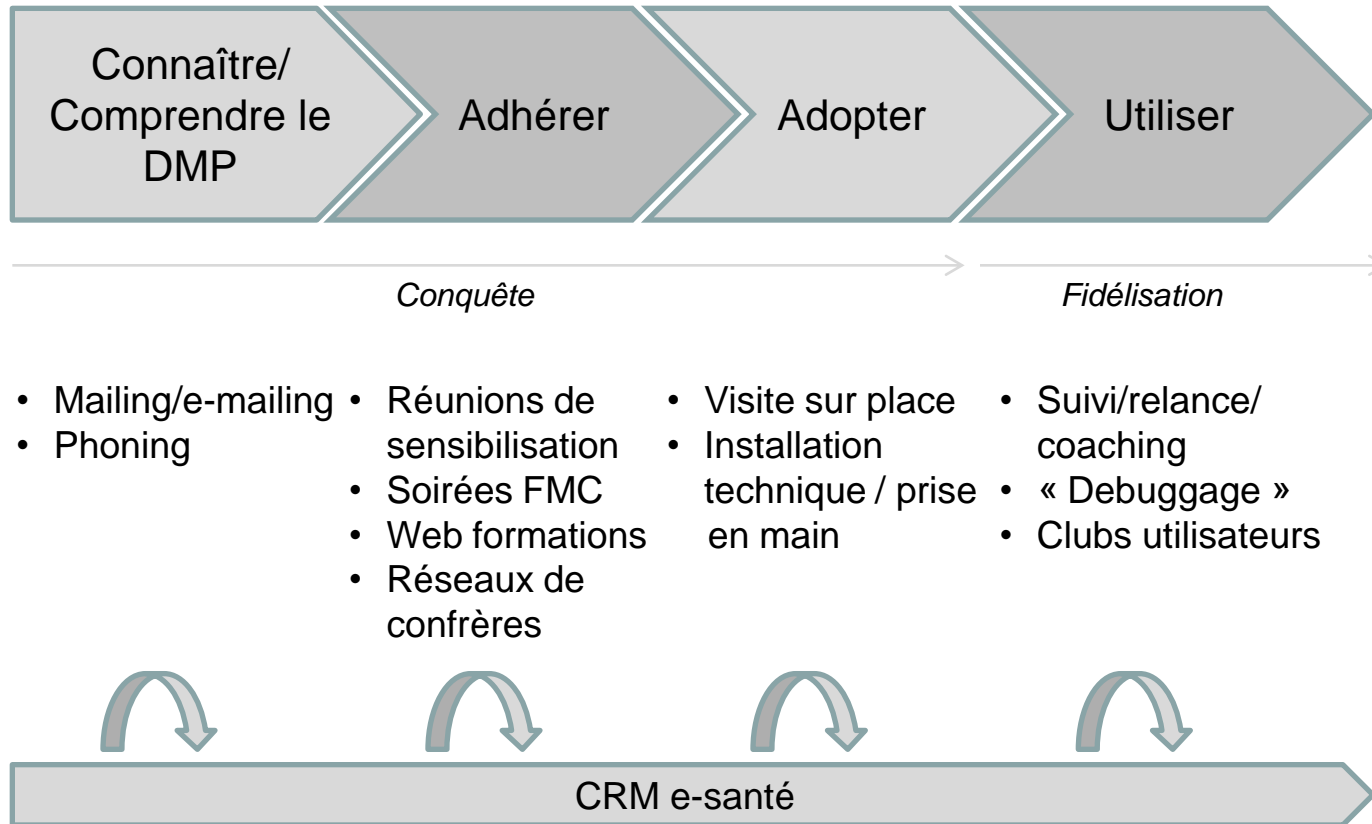 Connaître/
Comprendre le
DMP
Adhérer
Adopter
Utiliser
Conquête
Fidélisation
• Mailing/e-mailing
• Phoning
• Réunions de
sensibilisation
• Soirées FMC
• Web formations
• Réseaux de
confrères
• Visite sur place
• Installation
technique / prise
en main
• Suivi/relance/
coaching
• « Debuggage »
• Clubs utilisateurs
CRM e-santé